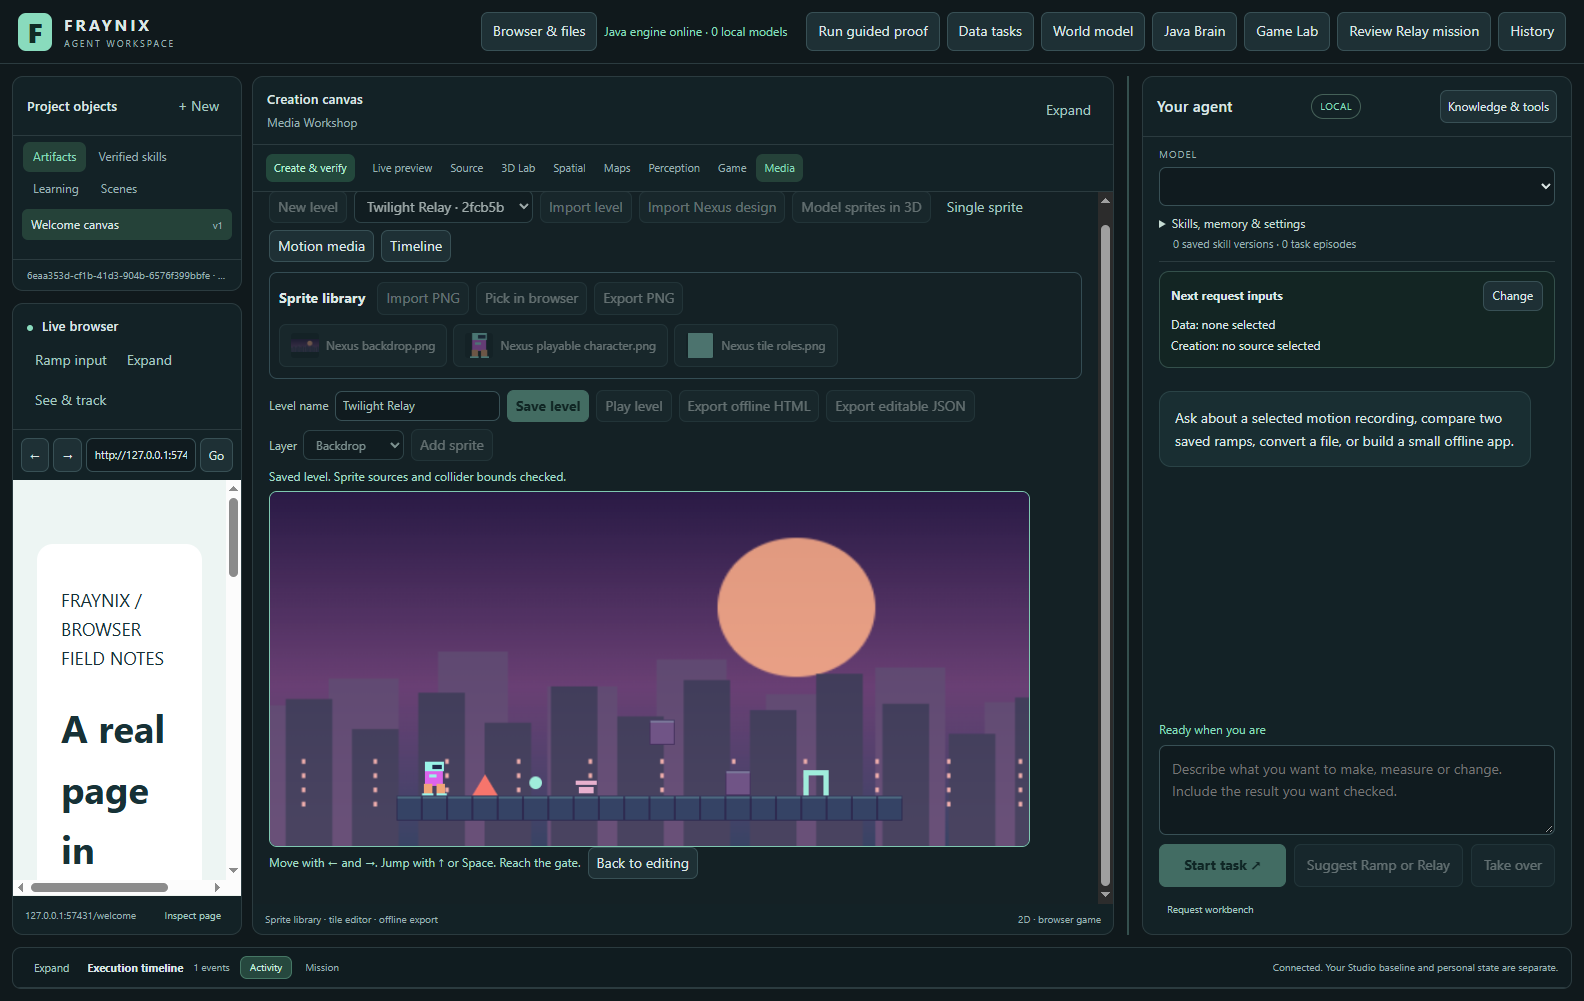 F
FRAYNIX
AGENT WORKSPACE
Browser & files
Java engine online · 0 local models
Run guided proof
Data tasks
World model
Java Brain
Game Lab
Review Relay mission
History
Project objects
+ New
Artifacts
Verified skills
Learning
Scenes
Welcome canvas
v1
6eaa353d-cf1b-41d3-904b-6576f399bbfe · ...
Live browser
Ramp input
Expand
See & track
←
→
http://127.0.0.1:574
Go
FRAYNIX /
BROWSER
FIELD NOTES
A real
page
in
127.0.0.1:57431/welcome
Inspect page
Creation canvas
Media Workshop
Expand
Create & verify
Live preview
Source
3D Lab
Spatial
Maps
Perception
Game
Media
New level
Twilight Relay · 2fcb5b
Import level
Import Nexus design
Model sprites in 3D
Single sprite
Motion media
Timeline
Sprite library
Import PNG
Pick in browser
Export PNG
Nexus backdrop.png
Nexus playable character.png
Nexus tile roles.png
Level name
Twilight Relay
Save level
Play level
Export offline HTML
Export editable JSON
Layer
Backdrop
Add sprite
Saved level. Sprite sources and collider bounds checked.
Move with ← and →. Jump with ↑ or Space. Reach the gate.
Back to editing
Sprite library · tile editor · offline export
2D · browser game
Your agent
LOCAL
Knowledge & tools
MODEL
Skills, memory & settings
0 saved skill versions · 0 task episodes
Next request inputs
Change
Data: none selected
Creation: no source selected
Ask about a selected motion recording, compare two
saved ramps, convert a file, or build a small offline app.
Ready when you are
Describe what you want to make, measure or change.
Include the result you want checked.
Start task ↗
Suggest Ramp or Relay
Take over
Request workbench
Expand
Execution timeline
1 events
Activity
Mission
Connected. Your Studio baseline and personal state are separate.